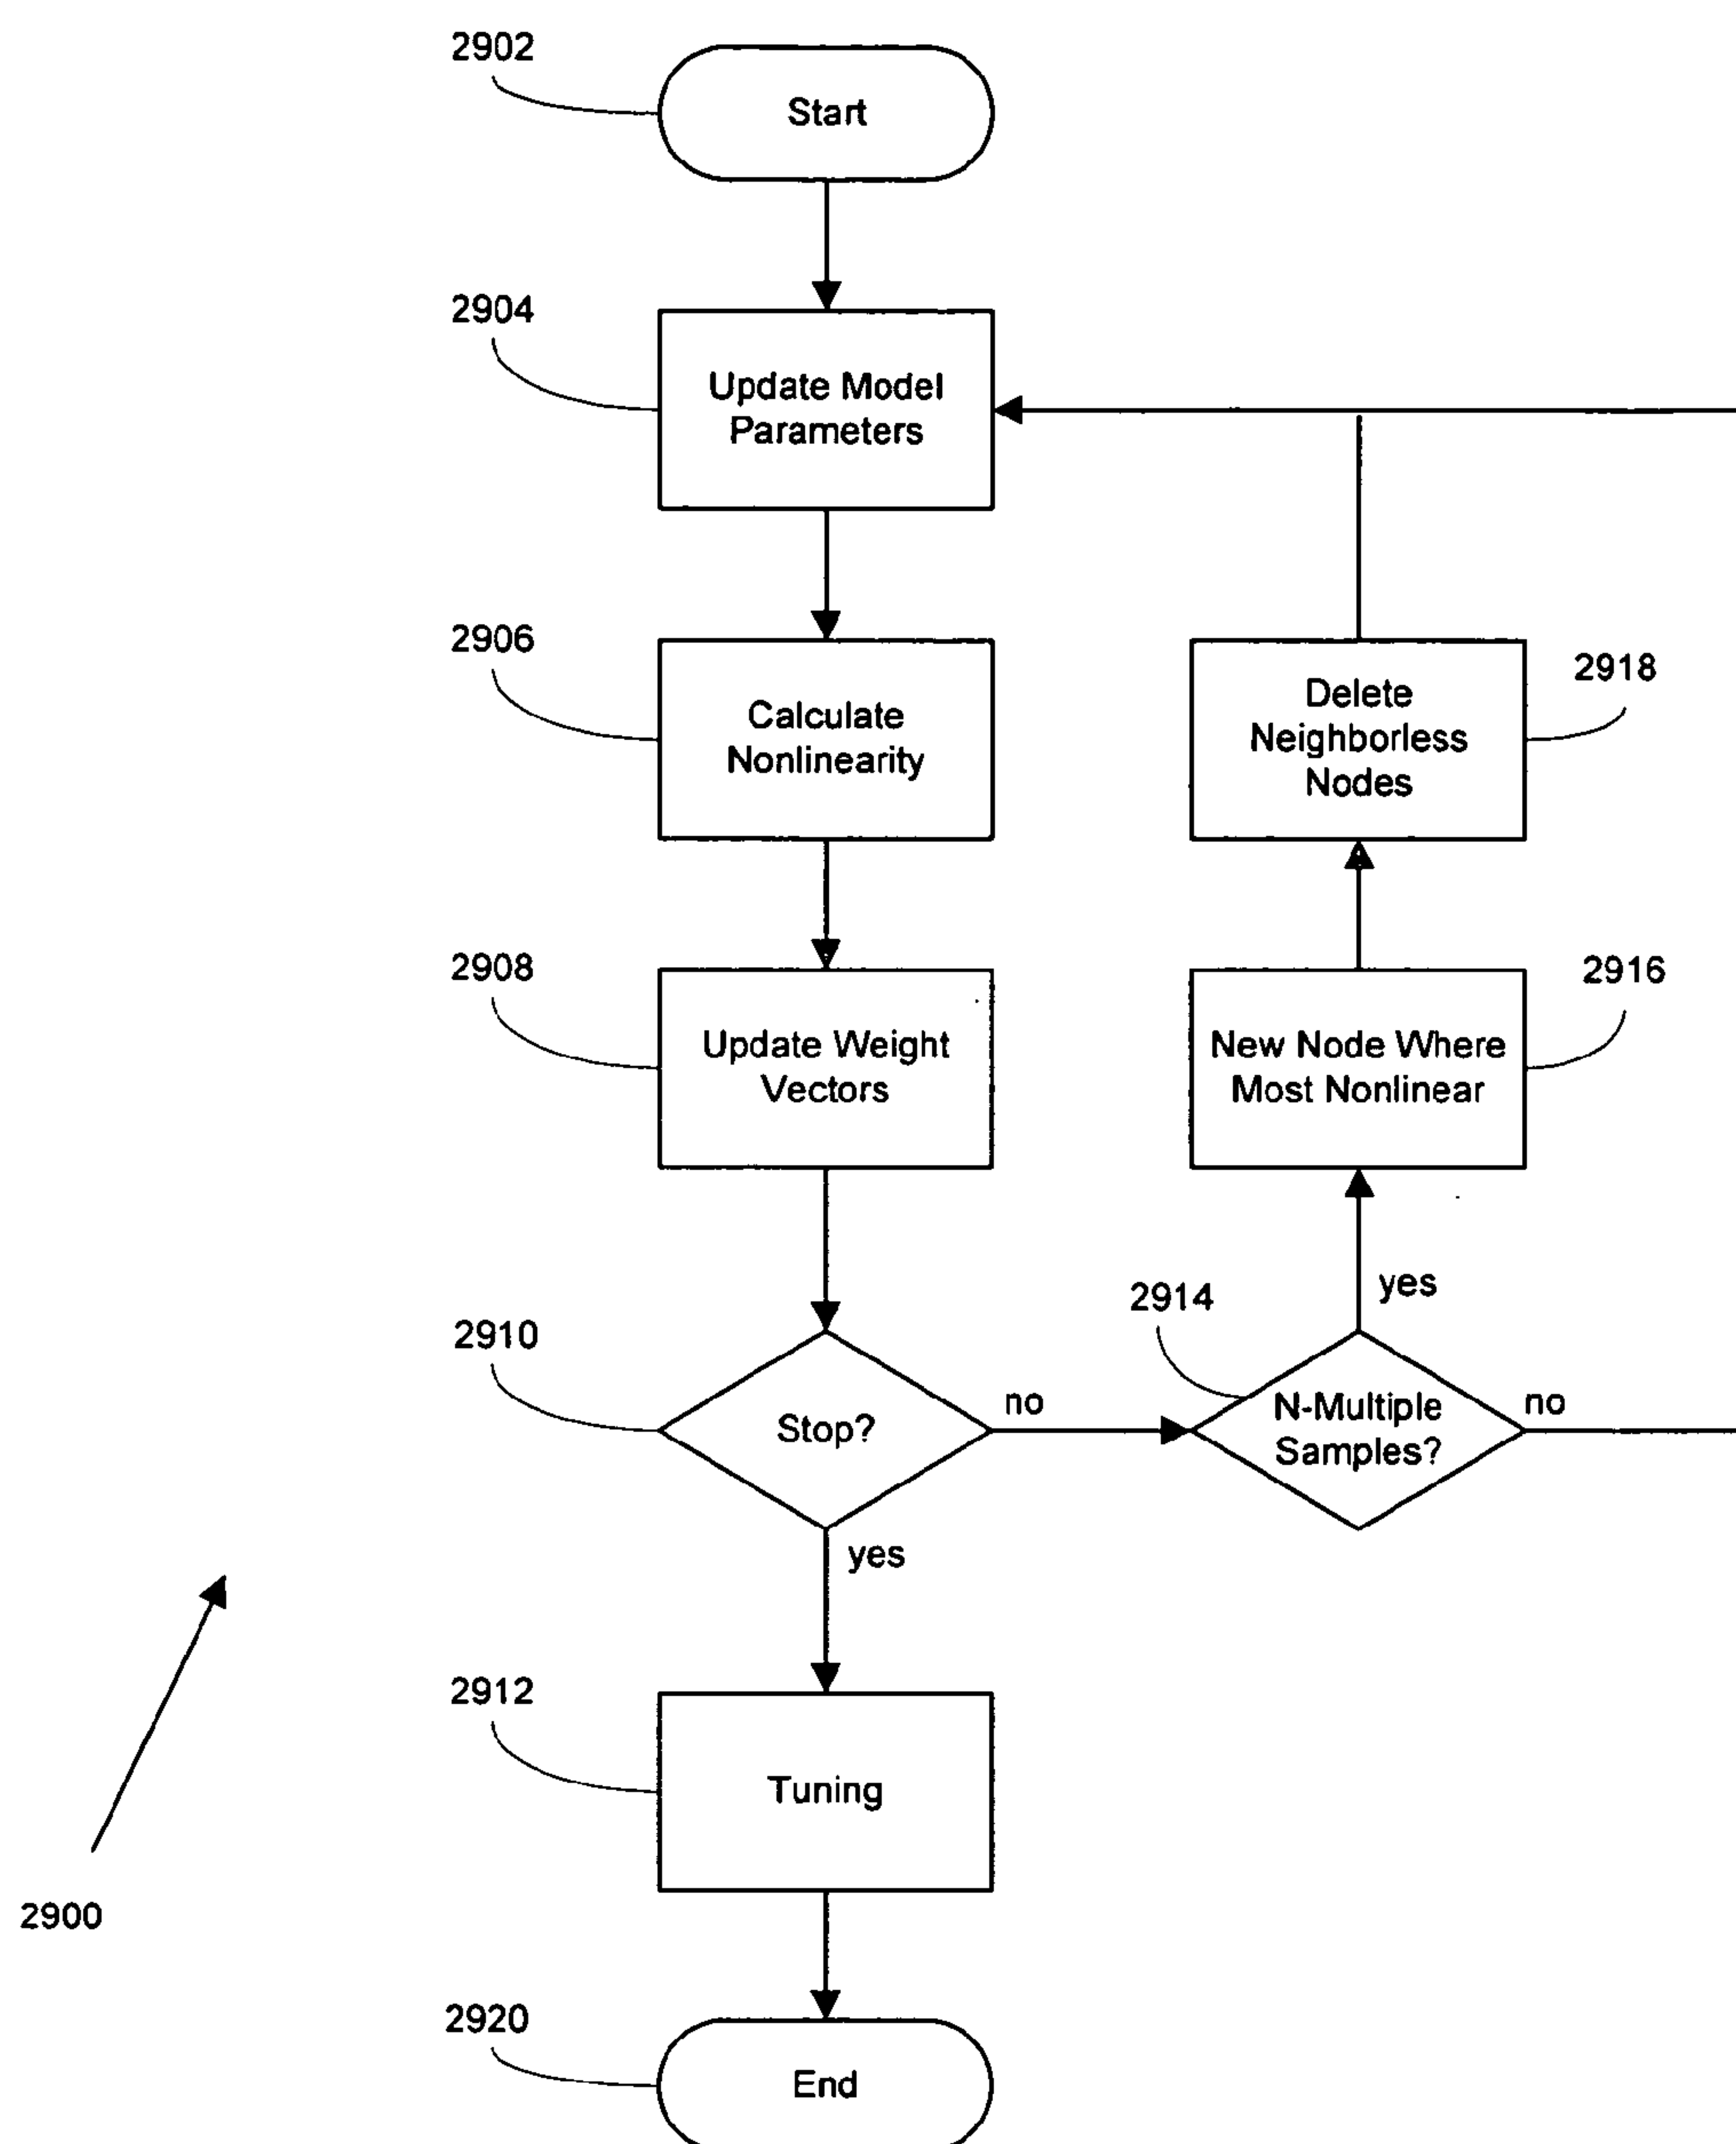 2902
Start
2904
Update Model
Parameters
2906
Calculate
Nonlinearity
2918
Delete
Neighborless
Nodes
2908
Update Weight
Vectors
2916
New Node Where
Most Nonlinear
2910
Stop?
no
2914
yes
N-Multiple
Samples?
no
yes
2912
Tuning
2900
2920
End